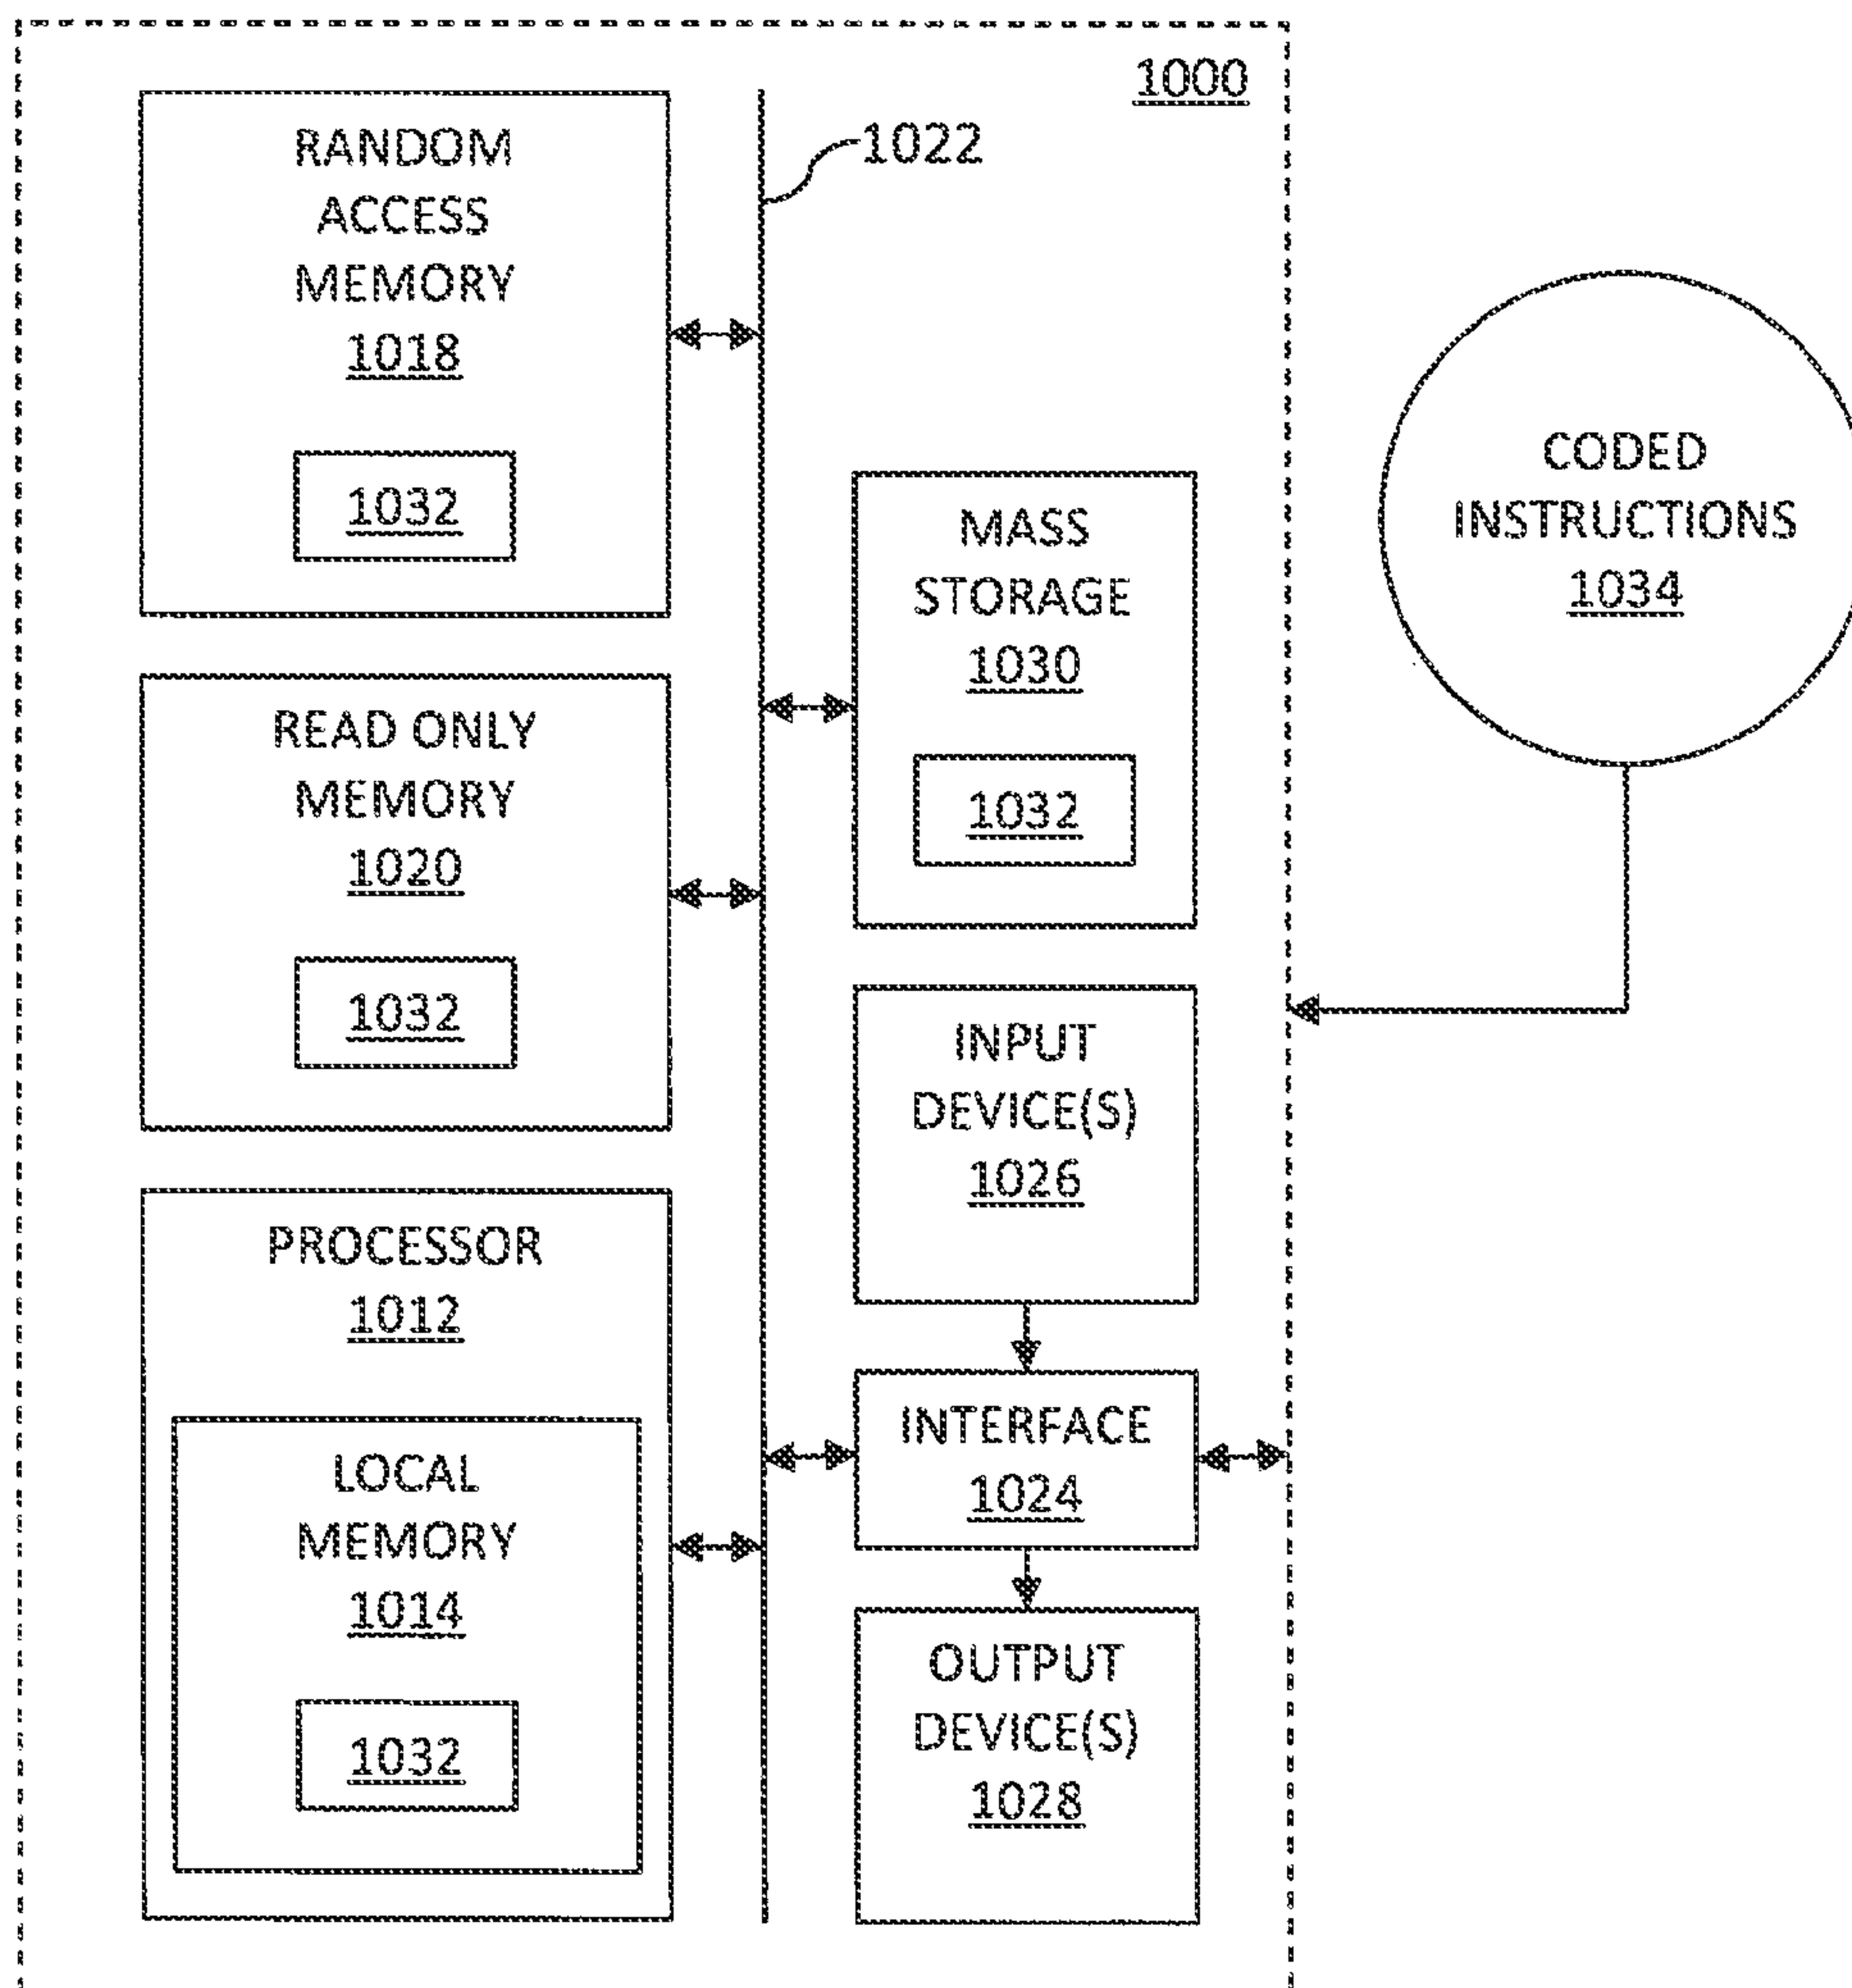 1000
1022
RANDOM
ACCESS
MEMORY
1018
1032
READ ONLY
MEMORY
1020
1032
PROCESSOR
1012
LOCAL
MEMORY
1014
1032
MASS
STORAGE
1030
1032
INPUT
DEVICE(S)
1026
INTERFACE
1024
OUTPUT
DEVICE(S)
1028
CODED
INSTRUCTIONS
1034